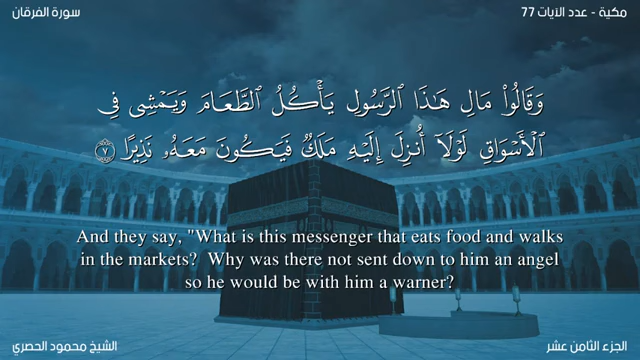 سورة الفرقان
مكية - عدد الآيات 77
وَقَالُوا۟ مَالِ هَـٰذَا ٱلرَّسُولِ يَأْكُلُ ٱلطَّعَامَ وَيَمْشِى فِى
ٱلْأَسْوَاقِ لَوْلَآ أُنزِلَ إِلَيْهِ مَلَكٌ فَيَكُونَ مَعَهُۥ نَذِيرًا ٧
And they say, "What is this messenger that eats food and walks
in the markets? Why was there not sent down to him an angel
so he would be with him a warner?
الشيخ محمود الحصري
الجزء الثامن عشر